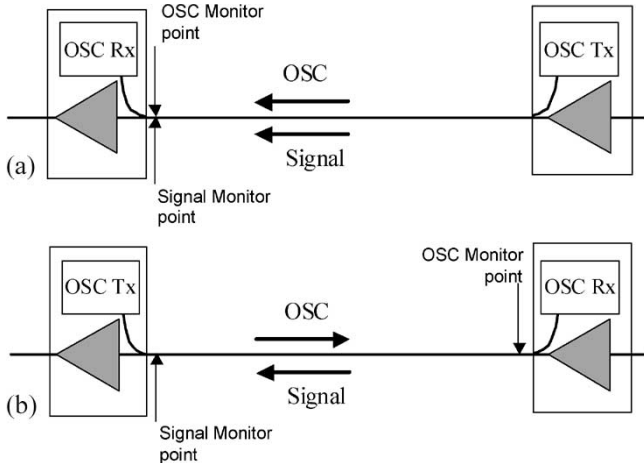 OSC Monitor
point
OSC Rx
OSC
OSC Tx
Signal
(a)
Signal Monitor
point
OSC Monitor
point
OSC Tx
OSC
OSC Rx
Signal
(b)
Signal Monitor
point